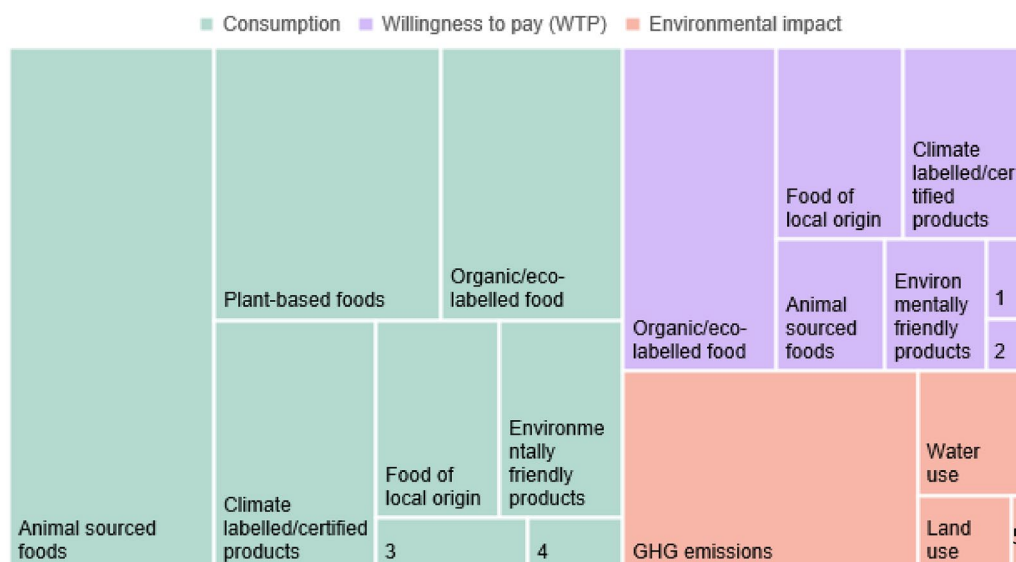 Consumption Willingness to pay (WTP) Environmental impact
Animal sourced
foods
Plant-based foods
Organic/eco-
labelled food
Climate
labelled/certified
products
Food of
local origin
Environme
ntally
friendly
products
3
4
Organic/eco-
labelled food
Food of
local origin
Climate
labelled/cer
tified
products
Animal
sourced
foods
Environ
mentally
friendly
products
1
2
GHG emissions
Water
use
Land
use